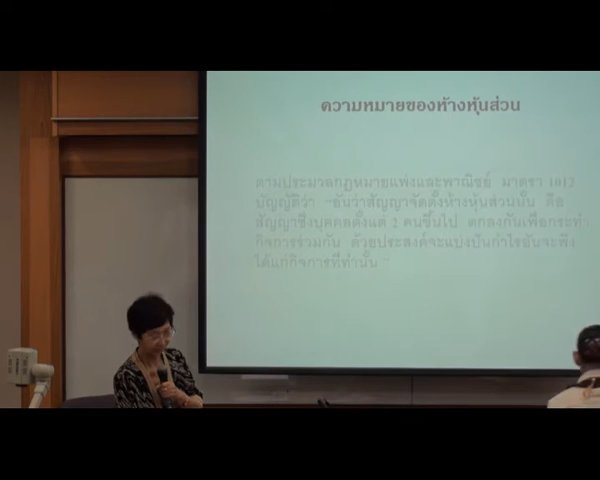 ความหมายของห้างหุ้นส่วน
ตามประมวลกฎหมายแพ่งและพาณิชย์ มาตรา 1012
บัญญัติว่า “อันว่าสัญญาจัดตั้งห้างหุ้นส่วนนั้น คือ
สัญญาซึ่งบุคคลตั้งแต่ 2 คนขึ้นไป ตกลงกันเพื่อกระทำ
กิจการร่วมกัน ด้วยประสงค์จะแบ่งปันกำไรอันจะพึง
ได้แก่กิจการที่ทำนั้น ”